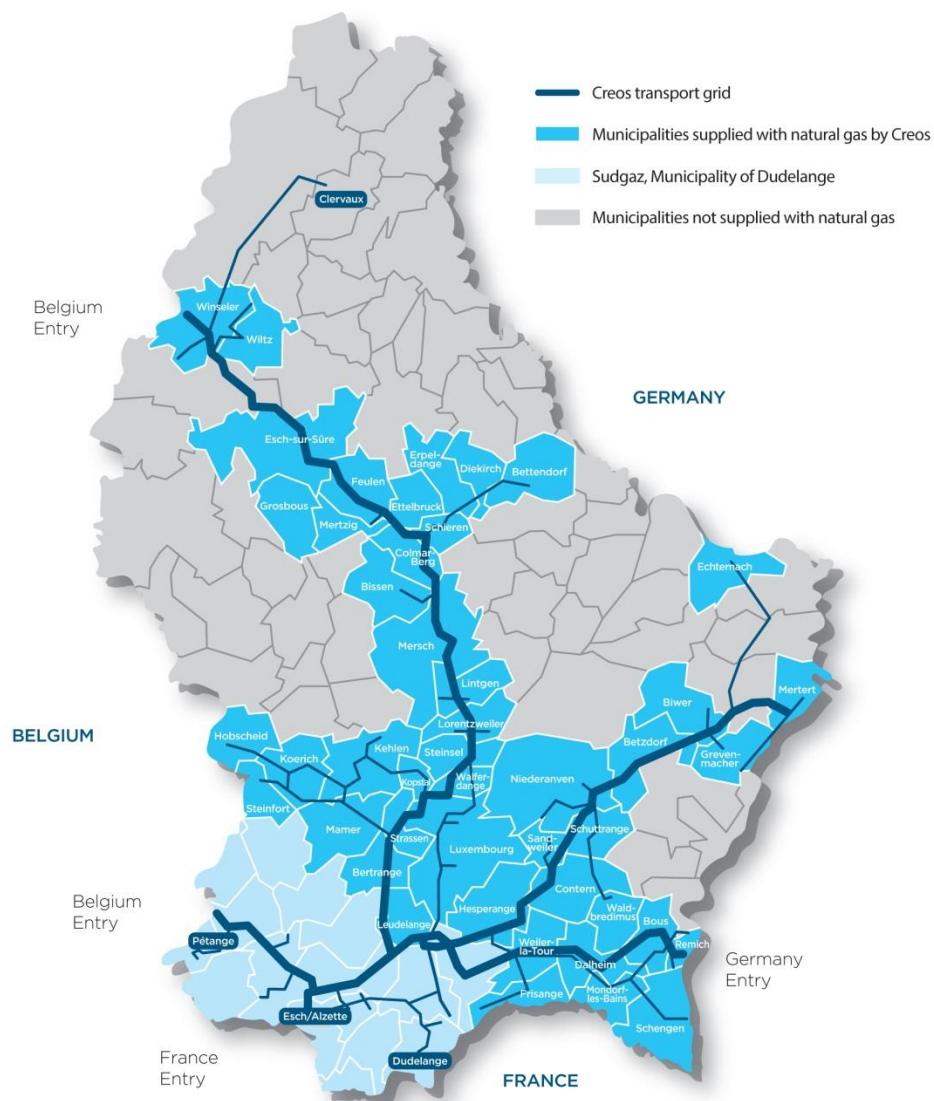 Creos transport grid
Municipalities supplied with natural gas by Creos
Sudgaz, Municipality of Dudelange
Municipalities not supplied with natural gas
Clervaux
Belgium
Entry
Winseler
Wiltz
GERMANY
Esch-sur-Sûre
Erpel-
dange
Diekirch
Bettendorf
Feulen
Grosbous
Ettelbruck
Mertzig
Schieren
Colmar-
Berg
Echternach
Bissen
Mersch
Lintgen
Mertert
Biwer
Lorentzweiler
BELGIUM
Hobscheid
Kehlen
Steinsel
Betzdorf
Greven-
macher
Koerich
Kopstal
Walfer-
dange
Niederanven
Steinfort
Mamer
Strassen
Schuttrange
Sand-
weiler
Luxembourg
Bertrange
Contern
Belgium
Entry
Hesperange
Wald-
bredimus
Bous
Leudelange
Pétange
Weiler-
la-Tour
Remich
Dalheim
Germany
Entry
Frisange
Mondorf-
les-Bains
Esch/Alzette
Schengen
France
Entry
Dudelange
FRANCE